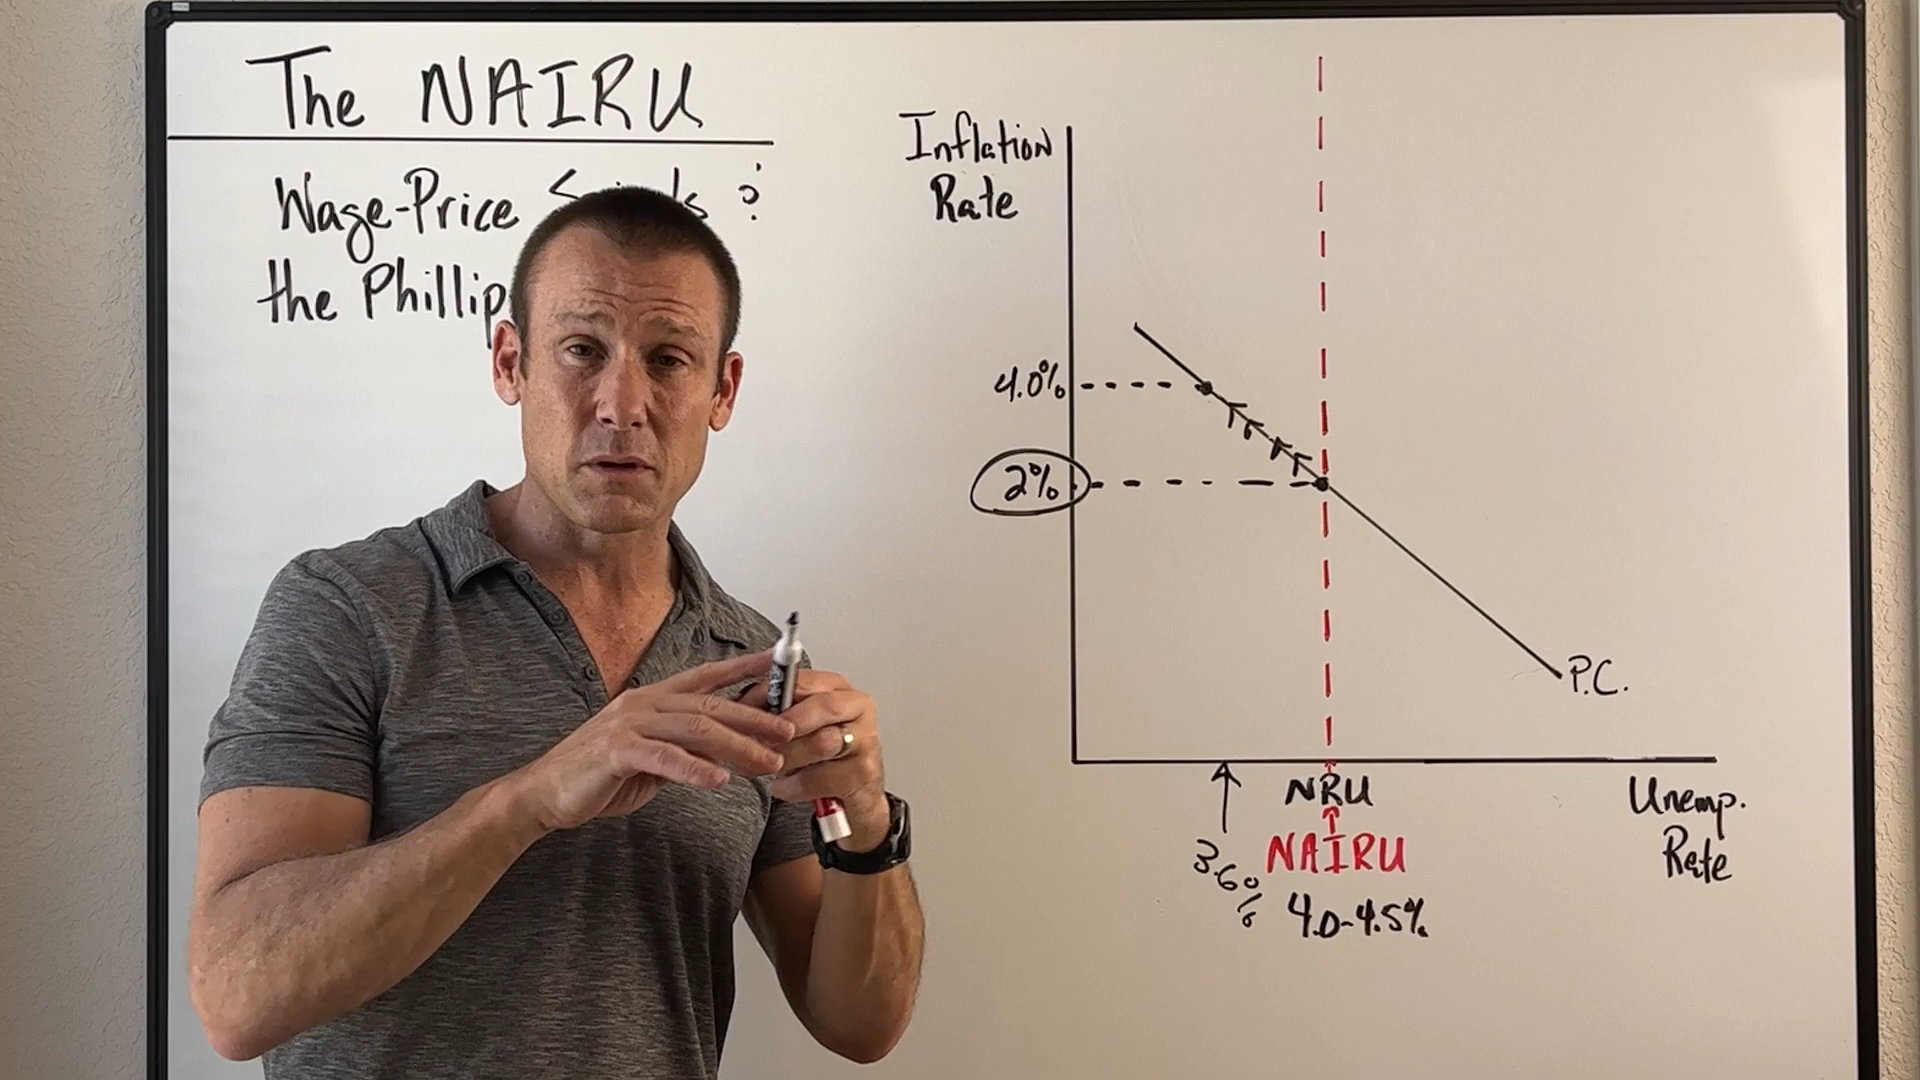 The NAIRU
Wage-Price &
the Phillip
Inflation
Rate
4.0%
2%
P.C.
NRU
NAIRU
3.6%
4.0-4.5%
Unemp.
Rate